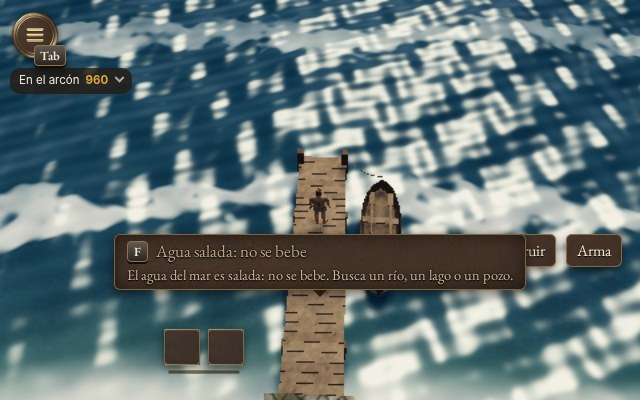 Tab
En el arcón 960
F Agua salada: no se bebe
El agua del mar es salada: no se bebe. Busca un río, un lago o un pozo.
ruir
Arma